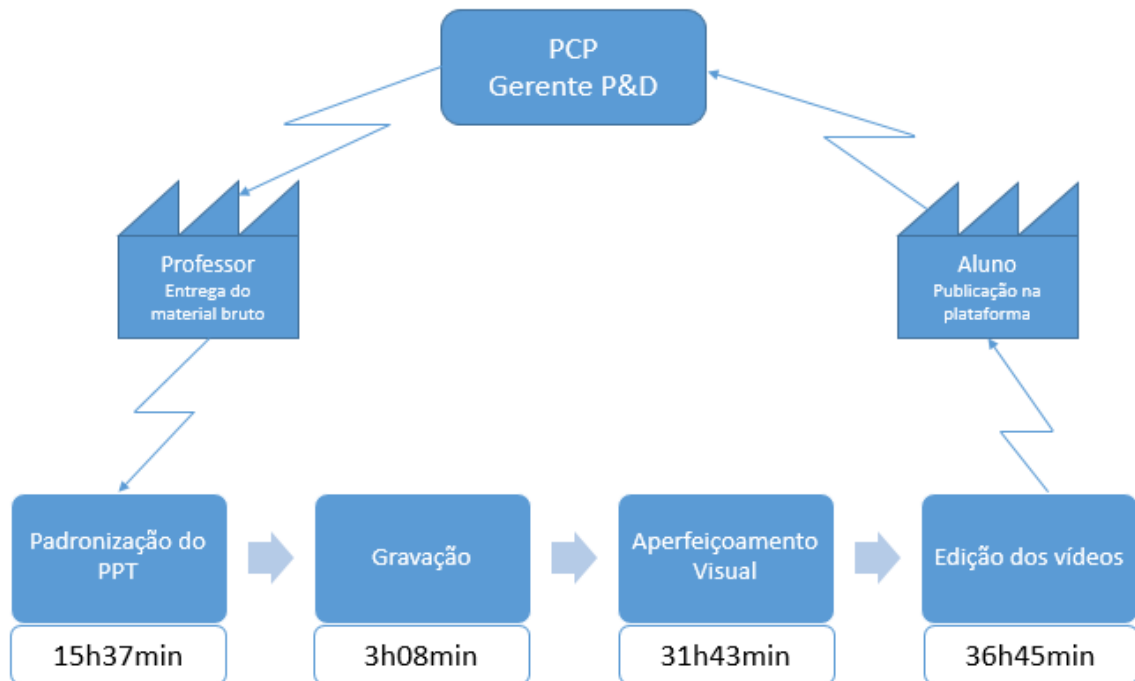 PCP
Gerente P&D
Professor
Entrega do
material bruto
Aluno
Publicação na
plataforma
Padronização do
PPT
Gravação
Aperfeiçoamento
Visual
Edição dos vídeos
15h37min
3h08min
31h43min
36h45min